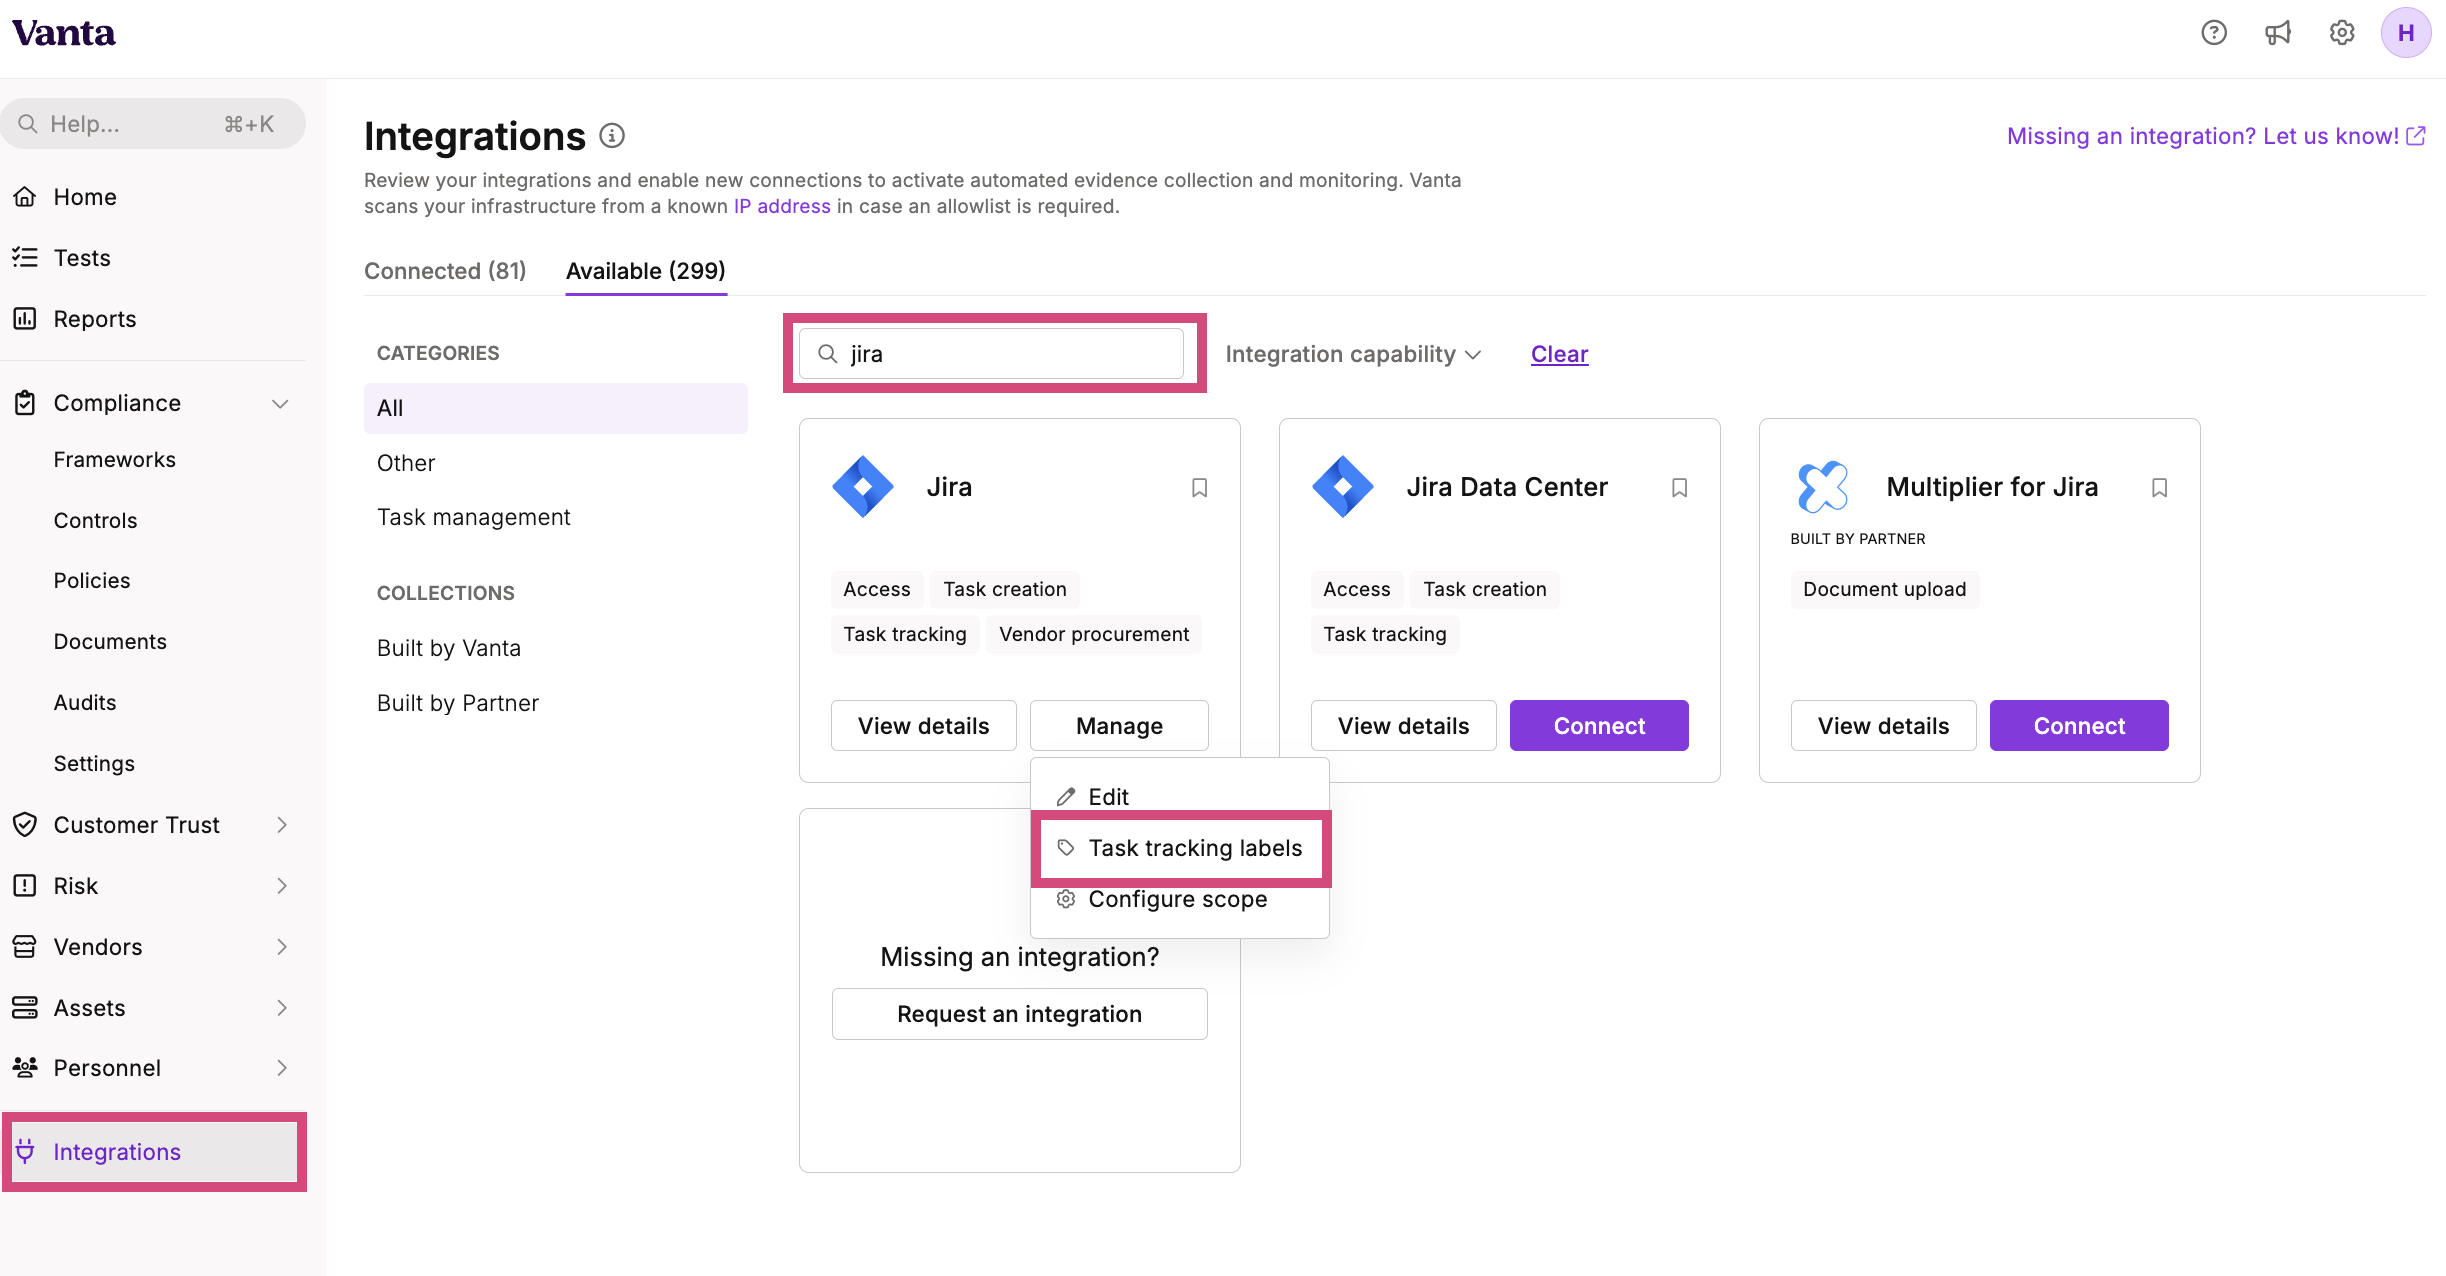 Vanta
H
Help... ⌘+K
Home
Tests
Reports
Compliance
Frameworks
Controls
Policies
Documents
Audits
Settings
Customer Trust
Risk
Vendors
Assets
Personnel
Integrations
Integrations
Missing an integration? Let us know!
Review your integrations and enable new connections to activate automated evidence collection and monitoring. Vanta
scans your infrastructure from a known IP address in case an allowlist is required.
Connected (81) Available (299)
CATEGORIES
All
Other
Task management
COLLECTIONS
Built by Vanta
Built by Partner
jira
Integration capability
Clear
Jira
Access Task creation
Task tracking Vendor procurement
View details Manage
Edit
Task tracking labels
Configure scope
Jira Data Center
Access Task creation
Task tracking
View details Connect
Multiplier for Jira
BUILT BY PARTNER
Document upload
View details Connect
Missing an integration?
Request an integration